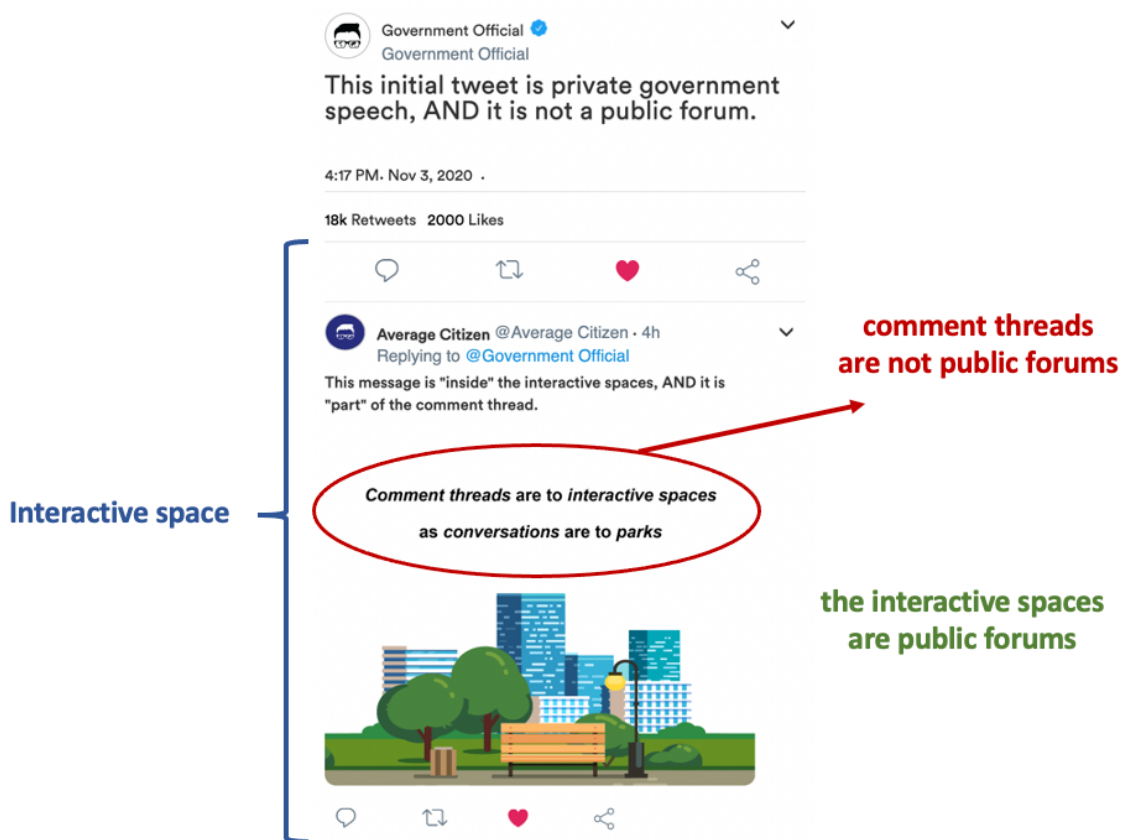 Government Official
Government Official
This initial tweet is private government
speech, AND it is not a public forum.
4:17 PM. Nov 3, 2020 .
18k Retweets 2000 Likes
Average Citizen @Average Citizen · 4h
Replying to @Government Official
This message is "inside" the interactive spaces, AND it is
"part" of the comment thread.
comment threads
are not public forums
Comment threads are to interactive spaces
as conversations are to parks
Interactive space
the interactive spaces
are public forums